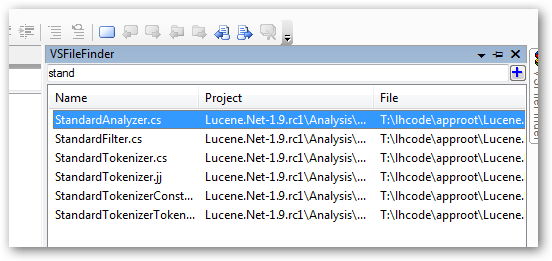 VSFileFinder
stand
Name Project File
StandardAnalyzer.cs Lucene.Net-1.9.rc1\Analysis\... T:\lhcode\approot\Lucene.
StandardFilter.cs Lucene.Net-1.9.rc1\Analysis\... T:\lhcode\approot\Lucene.
StandardTokenizer.cs Lucene.Net-1.9.rc1\Analysis\... T:\lhcode\approot\Lucene.
StandardTokenizer.jj Lucene.Net-1.9.rc1\Analysis\... T:\lhcode\approot\Lucene.
StandardTokenizerConst... Lucene.Net-1.9.rc1\Analysis\... T:\lhcode\approot\Lucene.
StandardTokenizerToken... Lucene.Net-1.9.rc1\Analysis\... T:\lhcode\approot\Lucene.